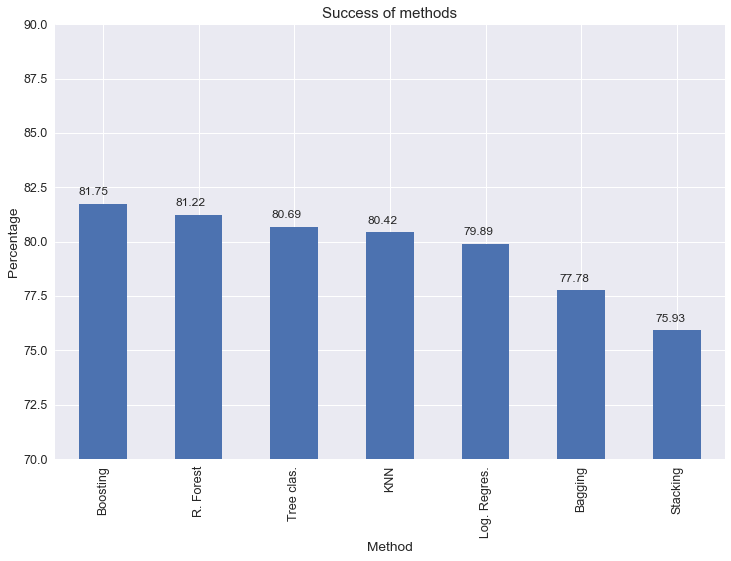 Success of methods
90.0
87.5
85.0
82.5
80.0
77.5
75.0
72.5
70.0
Percentage
81.75
81.22
80.69
80.42
79.89
77.78
75.93
Boosting
R. Forest
Tree clas.
KNN
Log. Regres.
Bagging
Stacking
Method